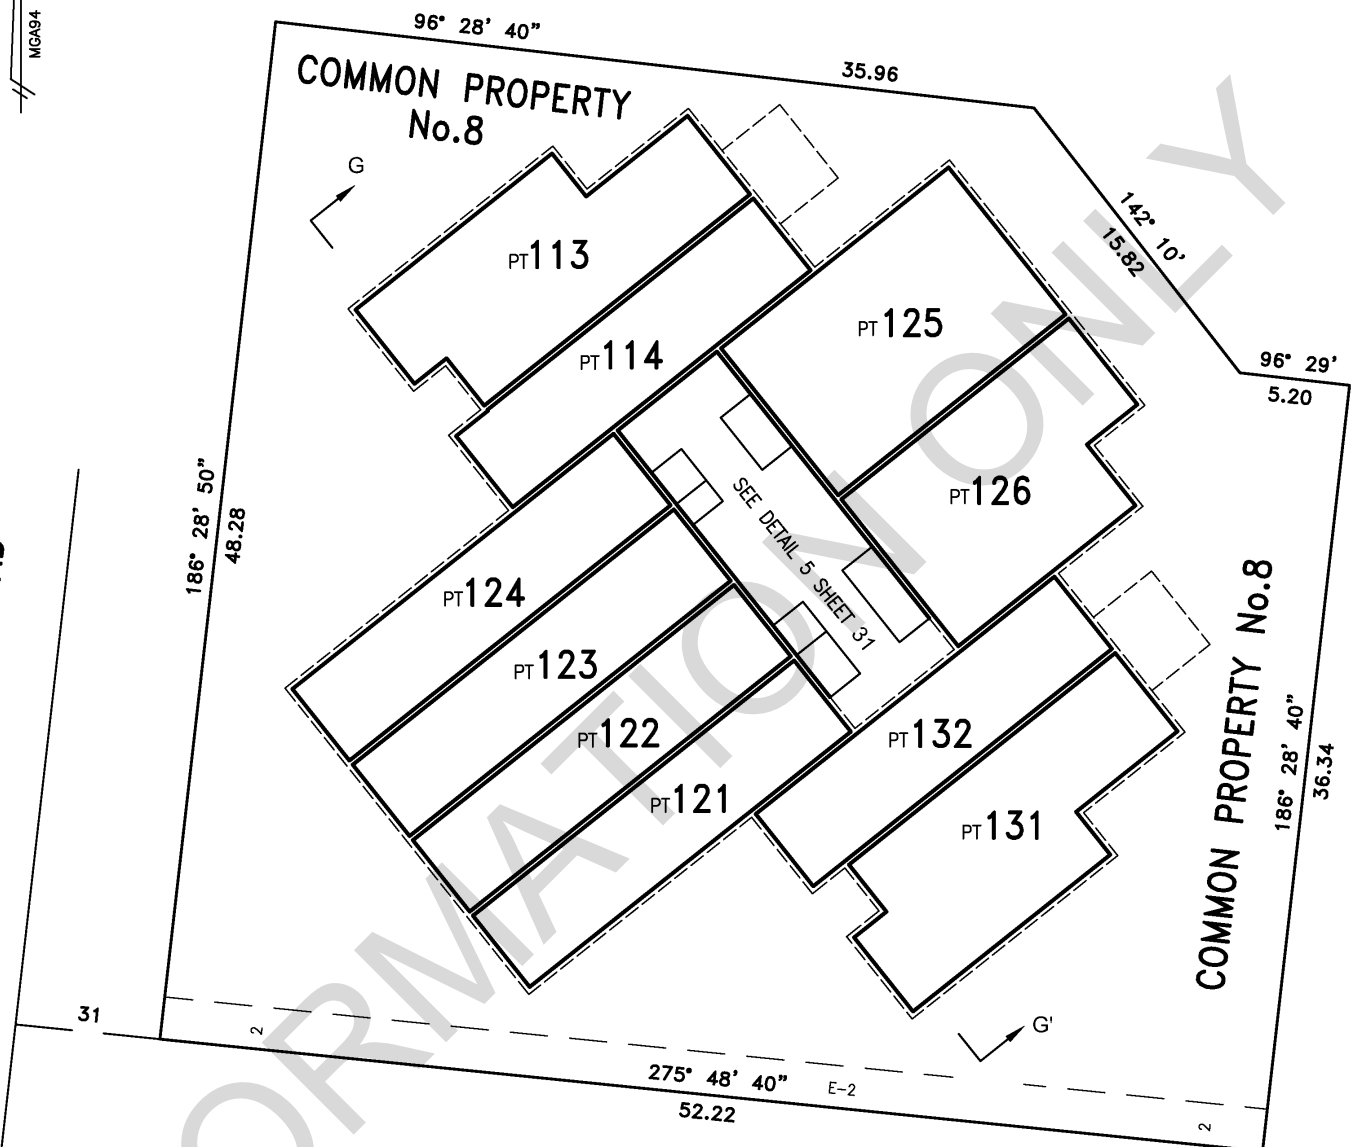 MGA94
96° 28' 40"
35.96
COMMON PROPERTY
No.8
G
142° 10'
15.82
PT113
PT125
PT114
96° 29'
5.20
186° 28' 50"
48.28
PT126
SEE DETAIL 5 SHEET 31
PT124
PT123
PT122
PT132
PT121
PT131
COMMON PROPERTY No.8
186° 28' 40"
36.34
31
2
G'
275° 48' 40"
E-2
52.22
2
ORMATION ONLY